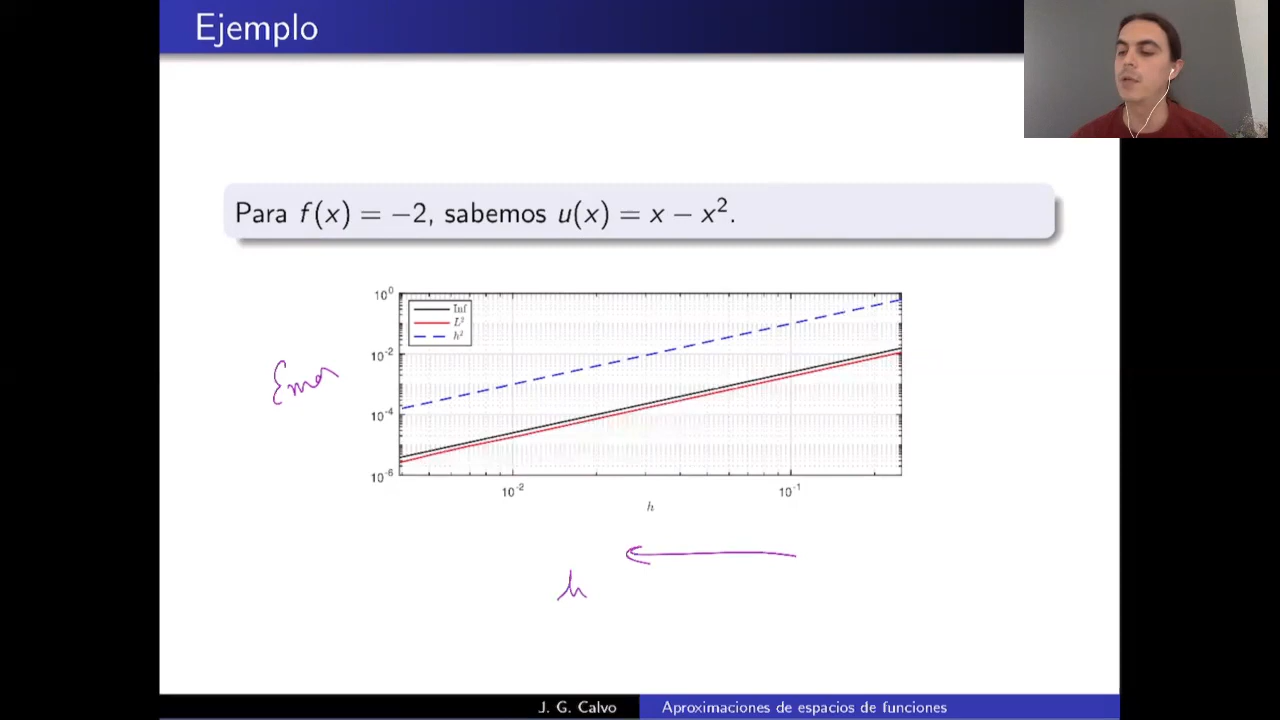 Ejemplo
Para f(x) = −2, sabemos u(x) = x − x².
10⁰
10⁻²
10⁻⁴
10⁻⁶
Inf
L²
h²
Error
10⁻²
10⁻¹
h
h
J. G. Calvo
Aproximaciones de espacios de funciones